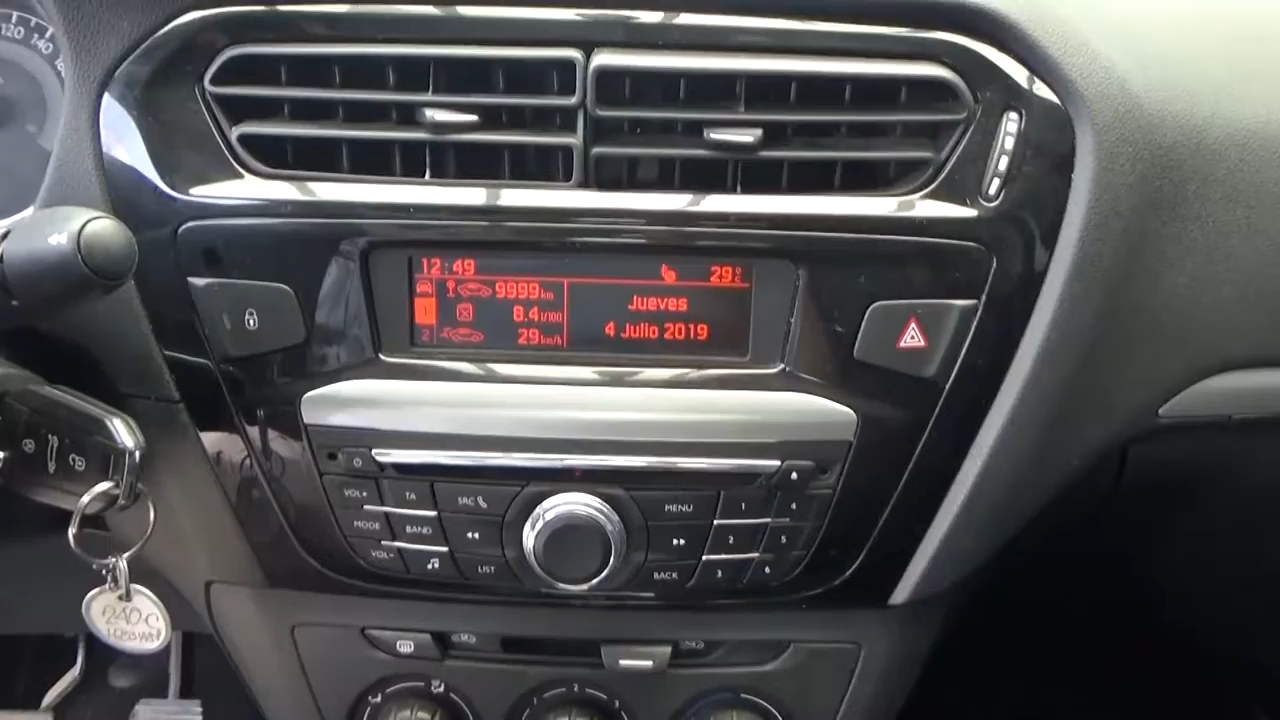 120
140
12:49
29°C
9999km
8.4l/100
29km/h
1
2
Jueves
4 Julio 2019
VOL+
TA
SRC
MENU
1
4
MODE
BAND
2
5
VOL-
LIST
BACK
3
6
240-C
2